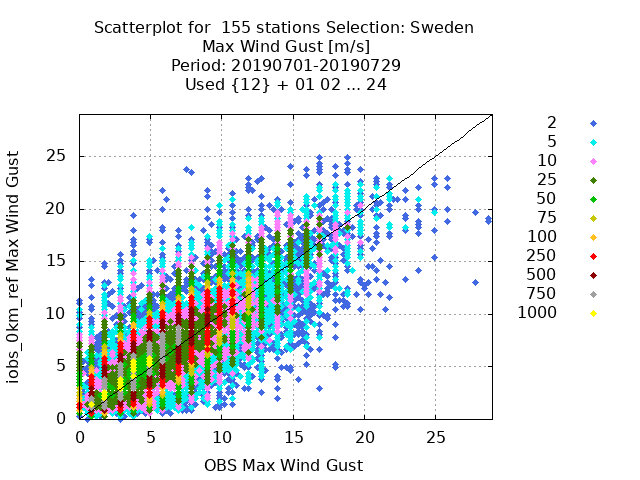 Scatterplot for  155 stations Selection: Sweden
Max Wind Gust [m/s]
Period: 20190701-20190729
Used {12} + 01 02 ... 24
iobs_0km_ref Max Wind Gust
25
20
15
10
5
0
0 5 10 15 20 25
OBS Max Wind Gust
2
5
10
25
50
75
100
250
500
750
1000